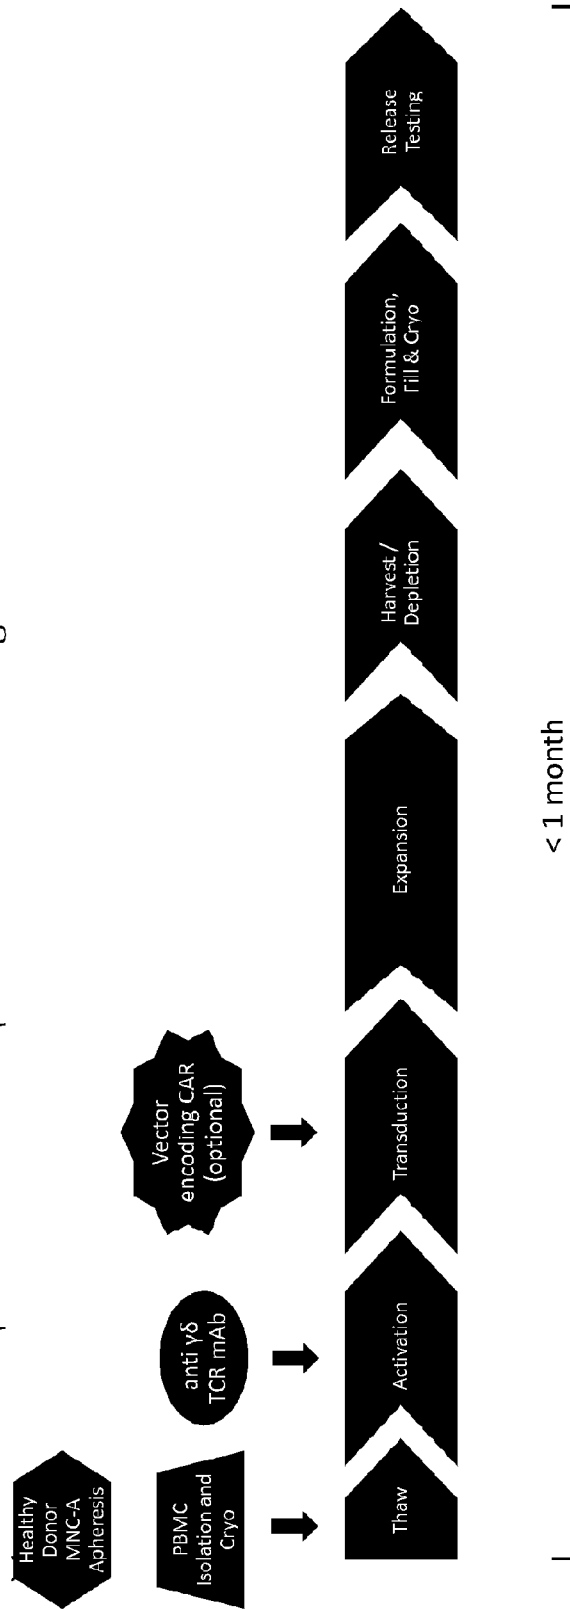 Healthy
Donor
MNC-A
Apheresis
PBMC
Isolation and
Cryo
anti γδ
TCR mAb
Vector
encoding CAR
(optional)
Thaw
Activation
Transduction
Expansion
Harvest /
Depletion
Formulation,
Fill & Cryo
Release
Testing
< 1 month